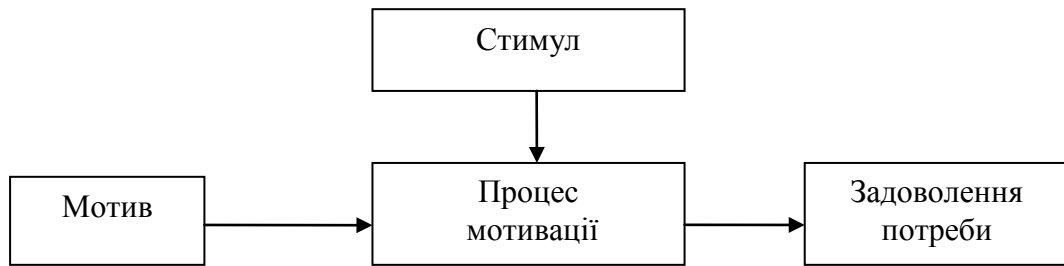 Стимул
Мотив
Процес
мотивації
Задоволення
потреби